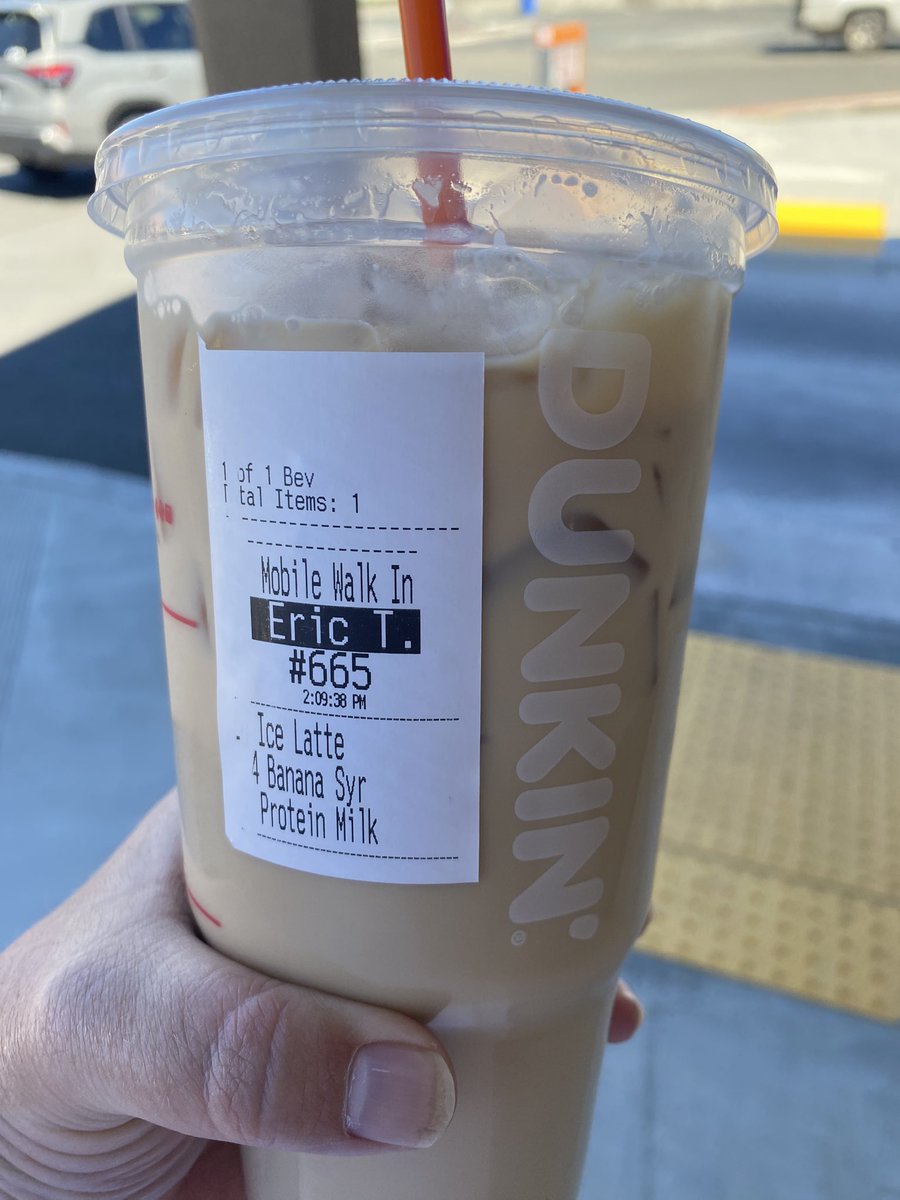 1 of 1 Bev
Total Items: 1
Mobile Walk In
Eric T.
#665
2:09:38 PM
Ice Latte
4 Banana Syr
Protein Milk
DUNKIN'